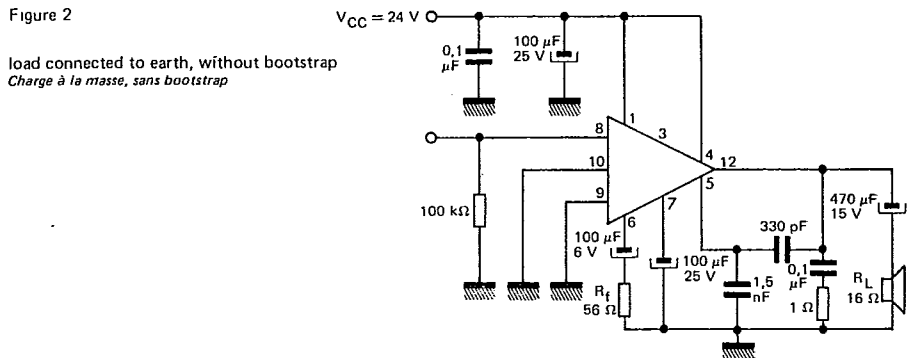 Figure 2
load connected to earth, without bootstrap
Charge à la masse, sans bootstrap
VCC = 24 V
0,1
µF
100 µF
25 V
1
3
8
10
9
4
12
5
6
7
100 kΩ
100 µF
6 V
Rf
56 Ω
100 µF
25 V
1,5
nF
330 pF
0,1
µF
1 Ω
470 µF
15 V
RL
16 Ω